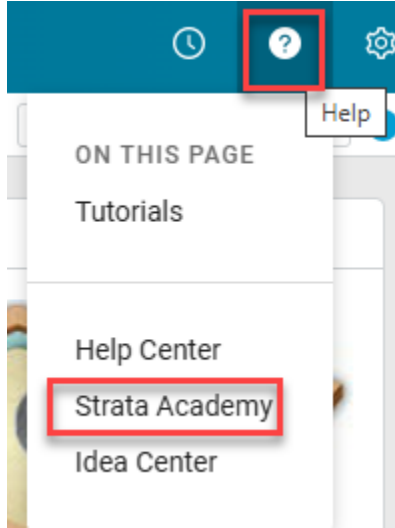 ?
Help
ON THIS PAGE
Tutorials
Help Center
Strata Academy
Idea Center